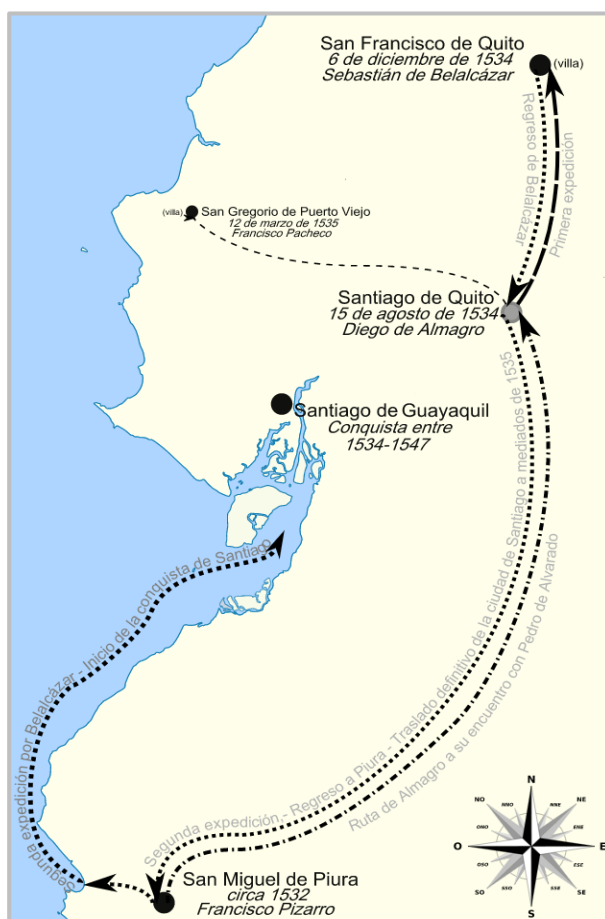 San Francisco de Quito
6 de diciembre de 1534
Sebastián de Belalcázar
(villa)
Regreso de Belalcázar
Primera expedición
(villa)
San Gregorio de Puerto Viejo
12 de marzo de 1535
Francisco Pacheco
Santiago de Quito
15 de agosto de 1534
Diego de Almagro
Santiago de Guayaquil
Conquista entre
1534-1547
Segunda expedición por Belalcázar - Inicio de la conquista de Santiago
Segunda expedición,- Regreso a Piura - Traslado definitivo de la ciudad de Santiago a mediados de 1535
Ruta de Almagro a su encuentro con Pedro de Alvarado
San Miguel de Piura
circa 1532
Francisco Pizarro
N
NO
NNO
NNE
NE
ONO
ENE
O
E
OSO
ESE
SO
SSO
SSE
SE
S